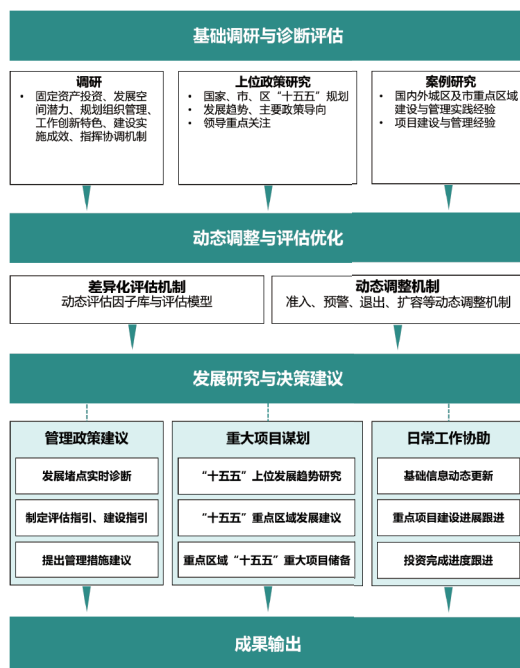 基础调研与诊断评估
调研
• 固定资产投资、发展空
间潜力、规划组织管理、
工作创新特色、建设实
施成效、指挥协调机制
上位政策研究
• 国家、市、区“十五五”规划
• 发展趋势、主要政策导向
• 领导重点关注
案例研究
• 国内外城区及市重点区域
建设与管理实践经验
• 项目建设与管理经验
动态调整与评估优化
差异化评估机制
动态评估因子库与评估模型
动态调整机制
准入、预警、退出、扩容等动态调整机制
发展研究与决策建议
管理政策建议
发展堵点实时诊断
制定评估指引、建设指引
提出管理措施建议
重大项目谋划
“十五五”上位发展趋势研究
“十五五”重点区域发展建议
重点区域“十五五”重大项目储备
日常工作协助
基础信息动态更新
重点项目建设进展跟进
投资完成进度跟进
成果输出